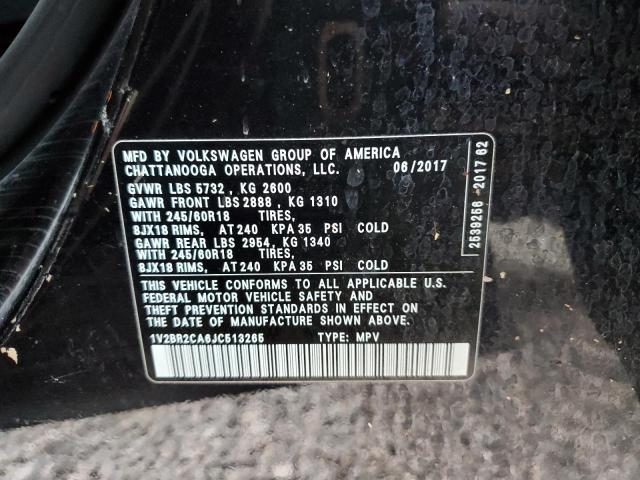 MFD BY VOLKSWAGEN GROUP OF AMERICA
CHATTANOOGA OPERATIONS, LLC. 06/2017
GVWR LBS 5732 , KG 2600
GAWR FRONT LBS 2888 , KG 1310
WITH 245/60R18 TIRES,
8JX18 RIMS, AT 240 KPA 35 PSI COLD
GAWR REAR LBS 2954, KG 1340
WITH 245/60R18 TIRES,
8JX18 RIMS, AT 240 KPA 35 PSI COLD
THIS VEHICLE CONFORMS TO ALL APPLICABLE U.S.
FEDERAL MOTOR VEHICLE SAFETY AND
THEFT PREVENTION STANDARDS IN EFFECT ON
THE DATE OF MANUFACTURE SHOWN ABOVE.
1V2BR2CA6JC513265 TYPE: MPV
2539256 2017 62